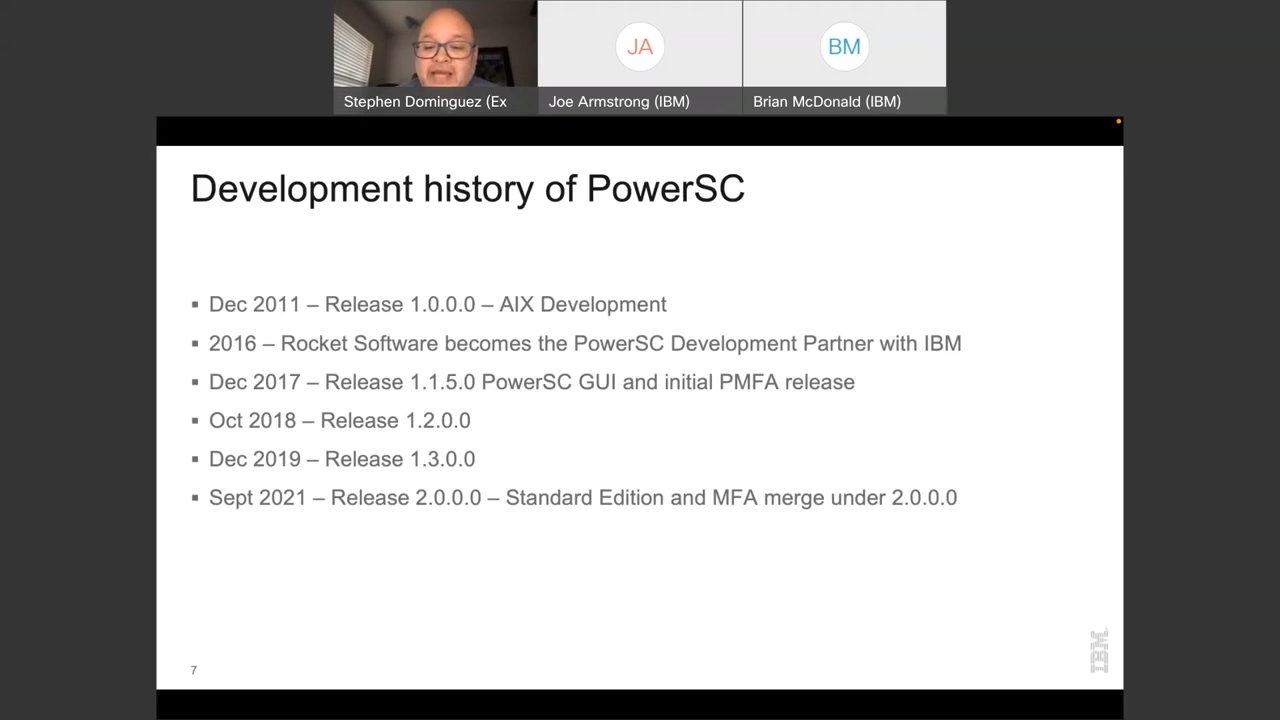 JA
BM
Stephen Dominguez (Ex
Joe Armstrong (IBM)
Brian McDonald (IBM)
Development history of PowerSC
▪ Dec 2011 – Release 1.0.0.0 – AIX Development
▪ 2016 – Rocket Software becomes the PowerSC Development Partner with IBM
▪ Dec 2017 – Release 1.1.5.0 PowerSC GUI and initial PMFA release
▪ Oct 2018 – Release 1.2.0.0
▪ Dec 2019 – Release 1.3.0.0
▪ Sept 2021 – Release 2.0.0.0 – Standard Edition and MFA merge under 2.0.0.0
7
IBM